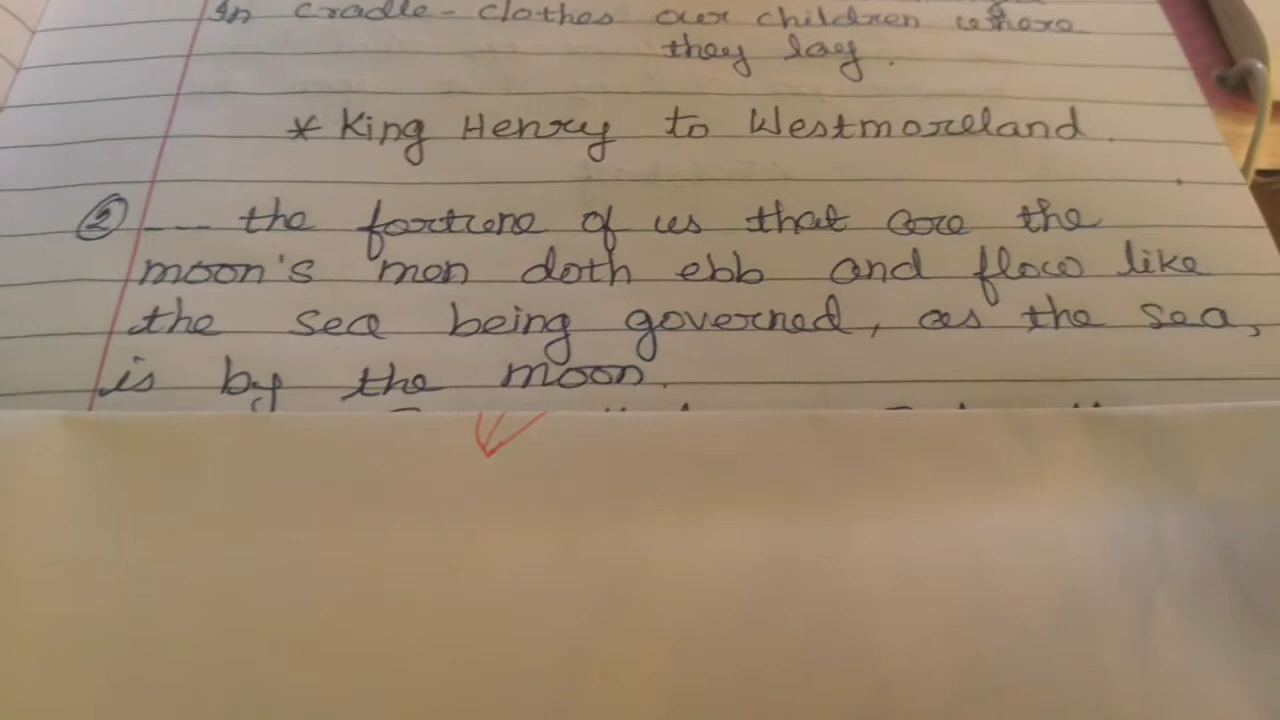 In cradle - clothes our children where
they lay.
* King Henry to Westmoreland.
② --- the fortune of us that are the
moon's men doth ebb and flow like
the sea being governed, as the sea,
is by the moon.